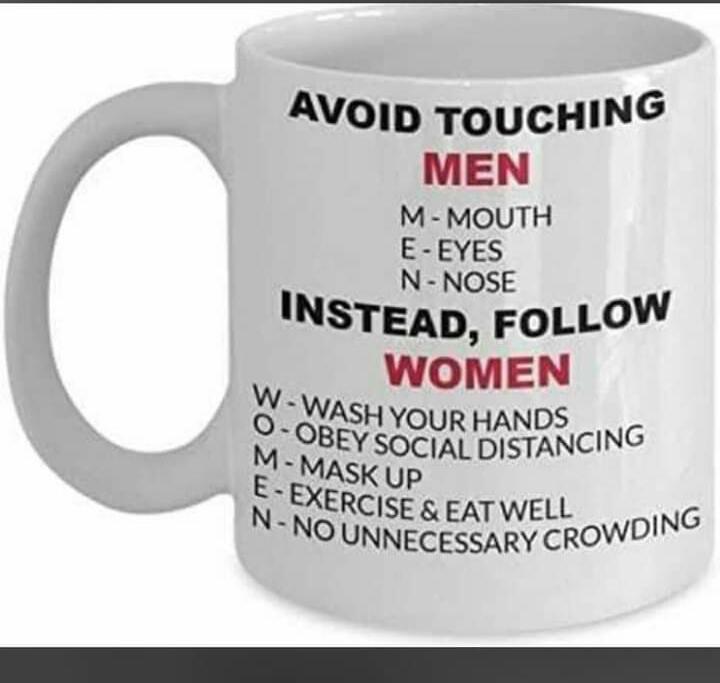 AVOID TOUCHING
MEN
M - MOUTH
E - EYES
N - NOSE
INSTEAD, FOLLOW
WOMEN
W - WASH YOUR HANDS
O - OBEY SOCIAL DISTANCING
M - MASK UP
E - EXERCISE & EAT WELL
N - NO UNNECESSARY CROWDING